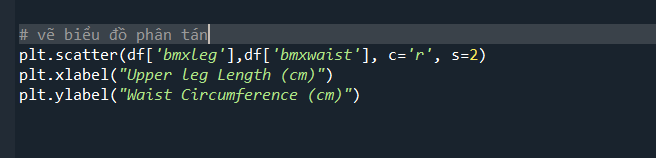 # vẽ biểu đồ phân tán
plt.scatter(df['bmxleg'],df['bmxwaist'], c='r', s=2)
plt.xlabel("Upper leg Length (cm)")
plt.ylabel("Waist Circumference (cm)")